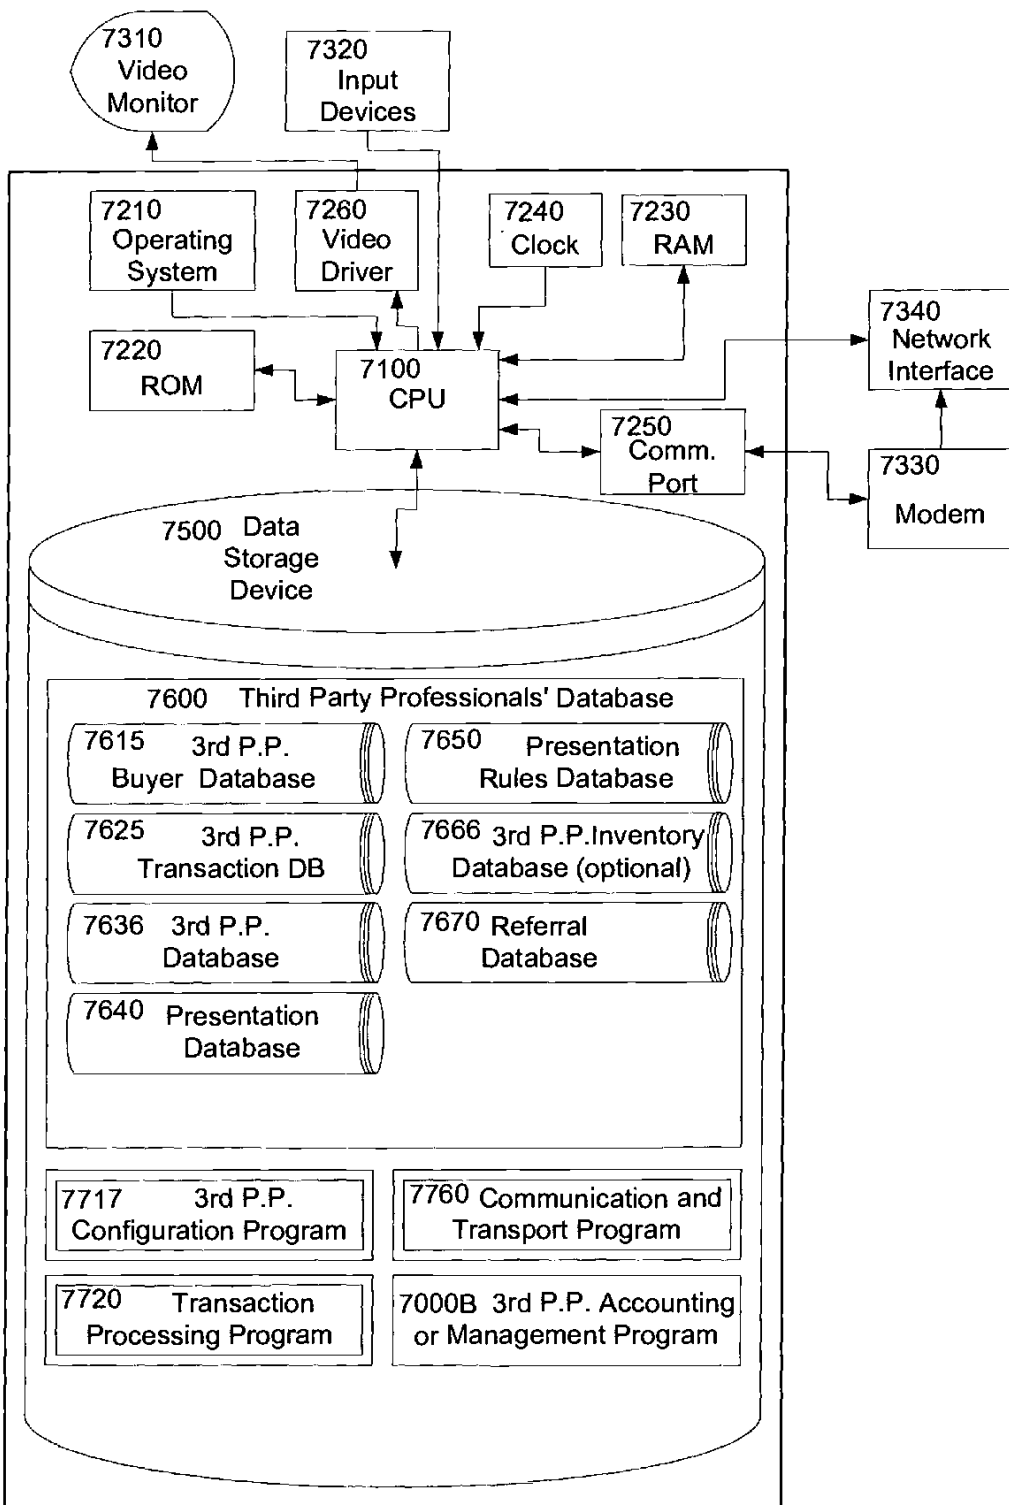 7310
Video
Monitor
7320
Input
Devices
7210
Operating
System
7260
Video
Driver
7240
Clock
7230
RAM
7220
ROM
7100
CPU
7340
Network
Interface
7250
Comm.
Port
7330
Modem
7500 Data
Storage
Device
7600 Third Party Professionals' Database
7615 3rd P.P.
Buyer Database
7650 Presentation
Rules Database
7625 3rd P.P.
Transaction DB
7666 3rd P.P.Inventory
Database (optional)
7636 3rd P.P.
Database
7670 Referral
Database
7640 Presentation
Database
7717 3rd P.P.
Configuration Program
7760 Communication and
Transport Program
7720 Transaction
Processing Program
7000B 3rd P.P. Accounting
or Management Program